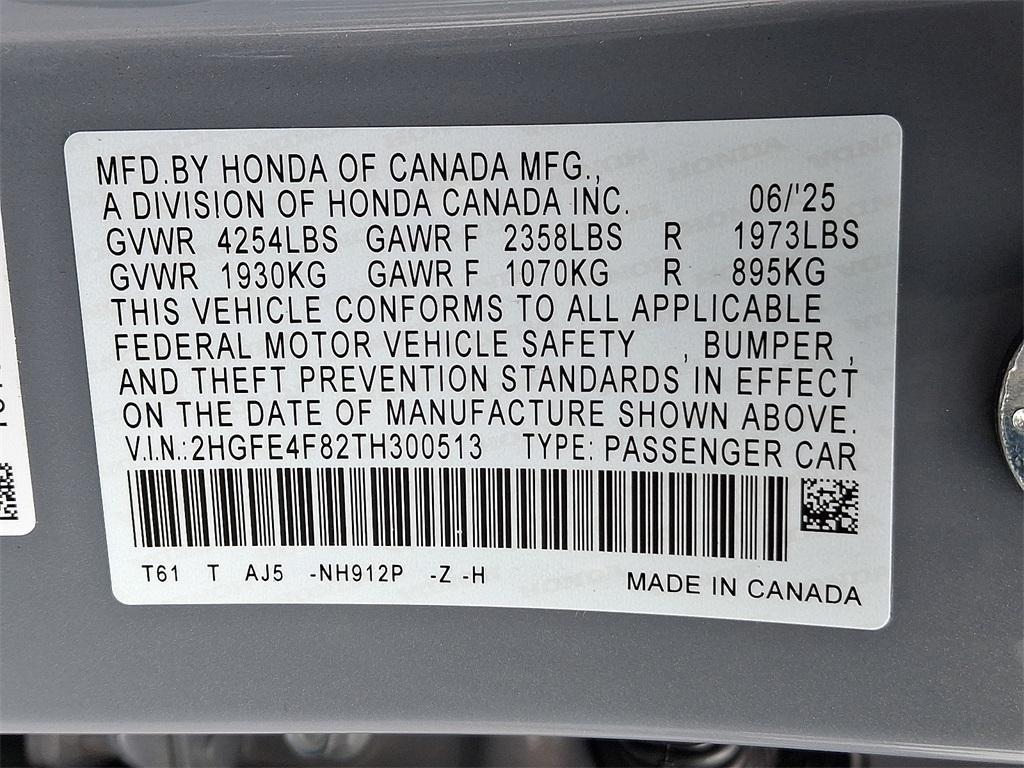 MFD.BY HONDA OF CANADA MFG.,
A DIVISION OF HONDA CANADA INC. 06/'25
GVWR 4254LBS GAWR F 2358LBS R 1973LBS
GVWR 1930KG GAWR F 1070KG R 895KG
THIS VEHICLE CONFORMS TO ALL APPLICABLE
FEDERAL MOTOR VEHICLE SAFETY , BUMPER ,
AND THEFT PREVENTION STANDARDS IN EFFECT
ON THE DATE OF MANUFACTURE SHOWN ABOVE.
V.I.N.:2HGFE4F82TH300513 TYPE: PASSENGER CAR
T61 T AJ5 -NH912P -Z -H MADE IN CANADA